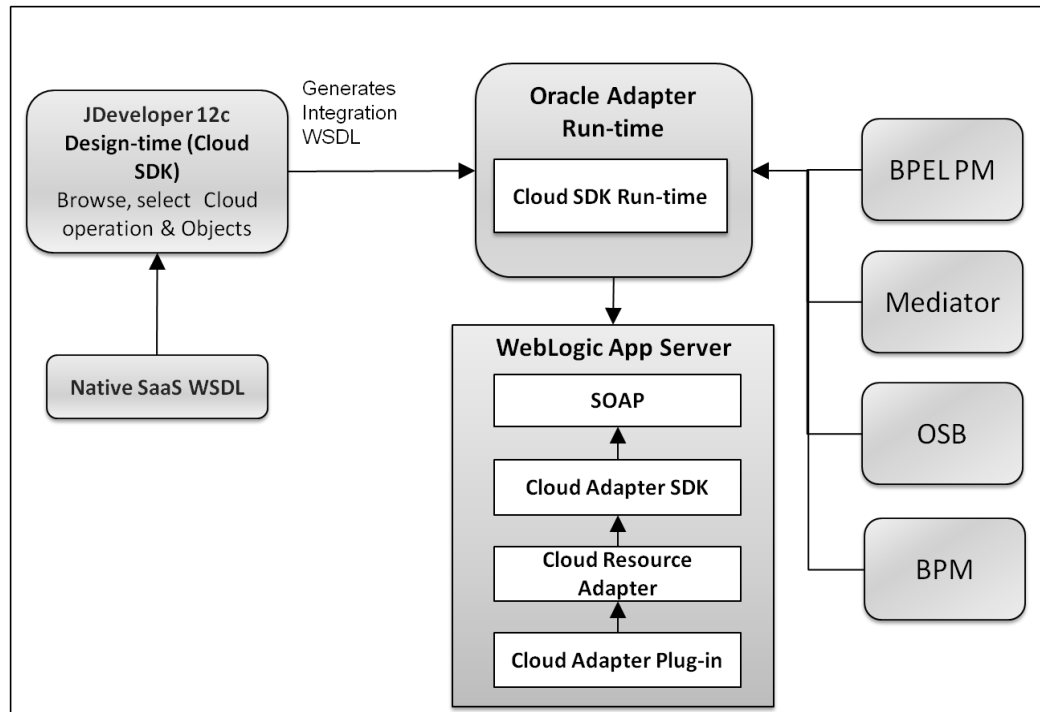 JDeveloper 12c
Design-time (Cloud
SDK)
Browse, select Cloud
operation & Objects
Native SaaS WSDL
Generates
Integration
WSDL
Oracle Adapter
Run-time
Cloud SDK Run-time
WebLogic App Server
SOAP
Cloud Adapter SDK
Cloud Resource
Adapter
Cloud Adapter Plug-in
BPEL PM
Mediator
OSB
BPM